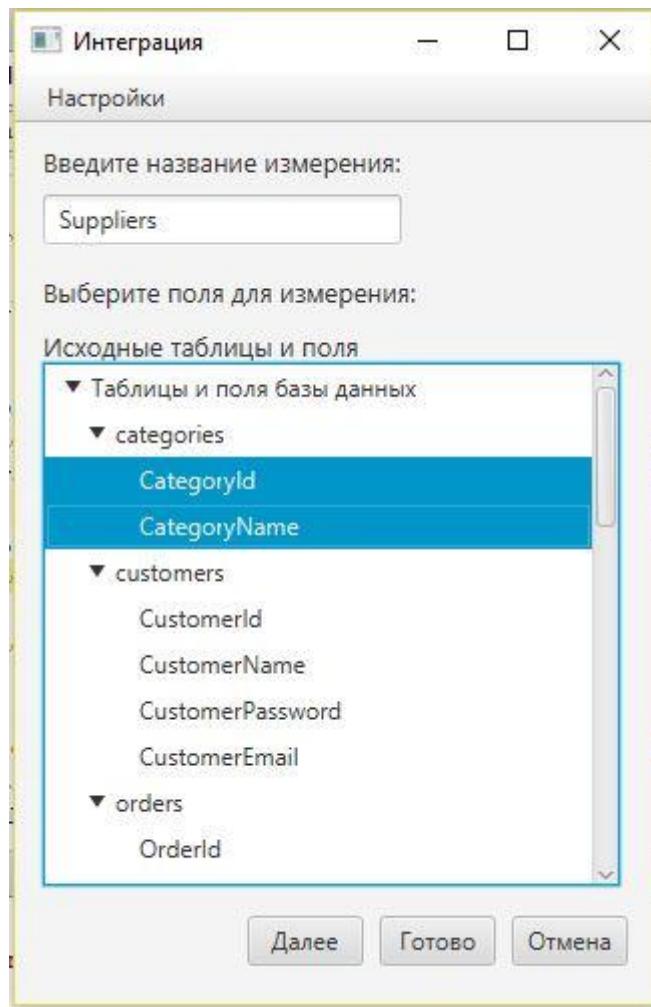 Интеграция
Настройки
Введите название измерения:
Suppliers
Выберите поля для измерения:
Исходные таблицы и поля
Таблицы и поля базы данных
categories
CategoryId
CategoryName
customers
CustomerId
CustomerName
CustomerPassword
CustomerEmail
orders
OrderId
Далее Готово Отмена